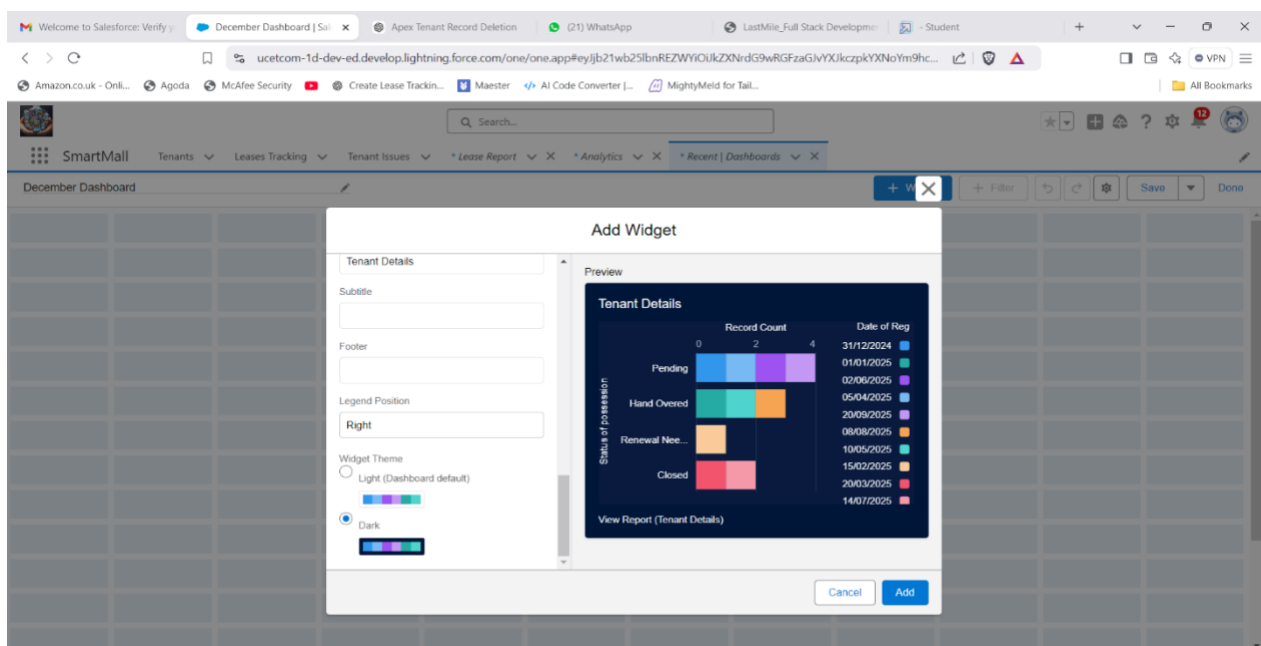 Welcome to Salesforce: Verify y
December Dashboard | Sal
Apex Tenant Record Deletion
(21) WhatsApp
LastMile_Full Stack Developmen
- Student
ucetcom-1d-dev-ed.develop.lightning.force.com/one/one.app#
VPN
Amazon.co.uk - Onli...
Agoda
McAfee Security
Create Lease Trackin...
Maester
AI Code Converter |...
MightyMeld for Tail...
All Bookmarks
Search...
12
SmartMall
Tenants
Leases Tracking
Tenant Issues
* Lease Report
* Analytics
* Recent | Dashboards
December Dashboard
+ W
+ Filter
Save
Done
Add Widget
Tenant Details
Subtitle
Footer
Legend Position
Right
Widget Theme
Light (Dashboard default)
Dark
Preview
Tenant Details
Record Count
Date of Reg
0 2 4
31/12/2024
01/01/2025
02/06/2025
05/04/2025
20/09/2025
08/08/2025
10/05/2025
15/02/2025
20/03/2025
14/07/2025
Status of possession
Pending
Hand Overed
Renewal Nee...
Closed
View Report (Tenant Details)
Cancel
Add